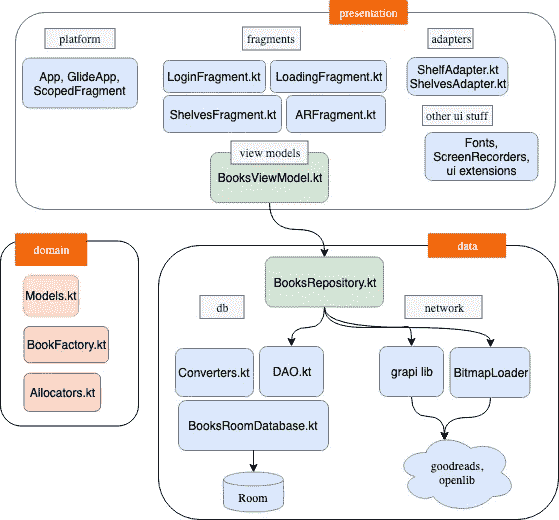 presentation
platform
fragments
adapters
App, GlideApp,
ScopedFragment
LoginFragment.kt
LoadingFragment.kt
ShelfAdapter.kt
ShelvesAdapter.kt
ShelvesFragment.kt
ARFragment.kt
other ui stuff
Fonts,
ScreenRecorders,
ui extensions
view models
BooksViewModel.kt
domain
data
Models.kt
BookFactory.kt
Allocators.kt
BooksRepository.kt
db
network
Converters.kt
DAO.kt
grapi lib
BitmapLoader
BooksRoomDatabase.kt
Room
goodreads,
openlib